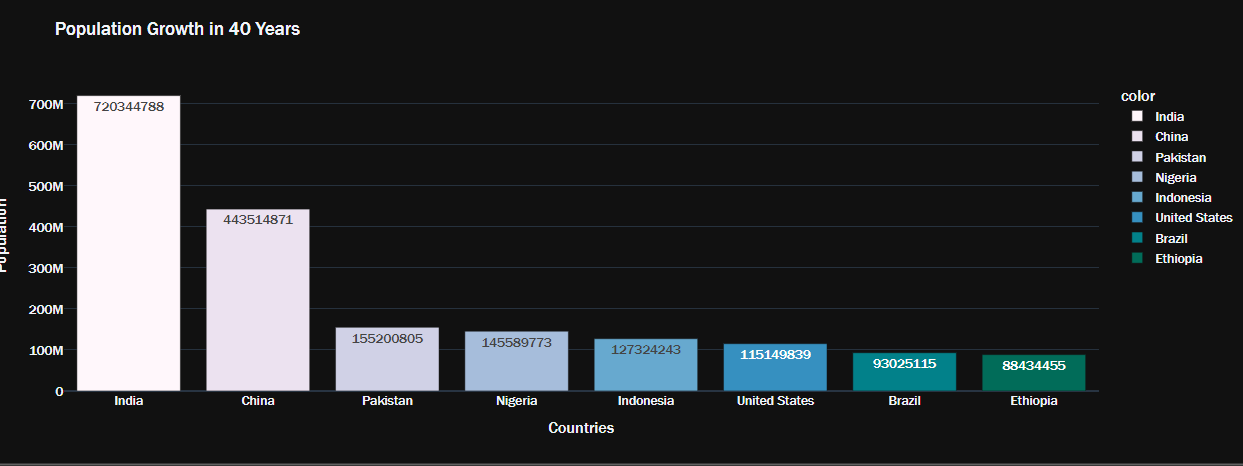 Population Growth in 40 Years
Population
700M
600M
500M
400M
300M
200M
100M
0
720344788
443514871
155200805
145589773
127324243
115149839
93025115
88434455
India
China
Pakistan
Nigeria
Indonesia
United States
Brazil
Ethiopia
Countries
color
India
China
Pakistan
Nigeria
Indonesia
United States
Brazil
Ethiopia